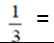 1/3 =